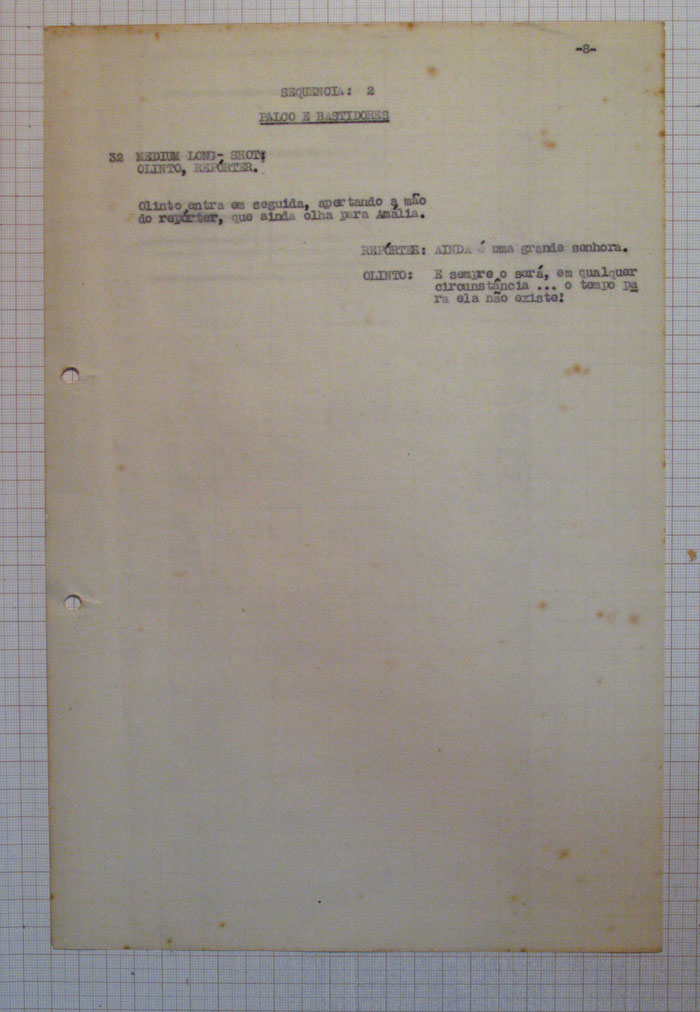 -8-
SEQUENCIA: 2
PALCO E BASTIDORES
32 MEDIUM LONG- SHOT:
OLINTO, REPÓRTER.
Olinto entra em seguida, apertando a mão
do repórter, que ainda olha para Amália.
REPÓRTER: AINDA é uma grande senhora.
OLINTO: E sempre o será, em qualquer
circunstância ... o tempo pa
ra ela não existe!